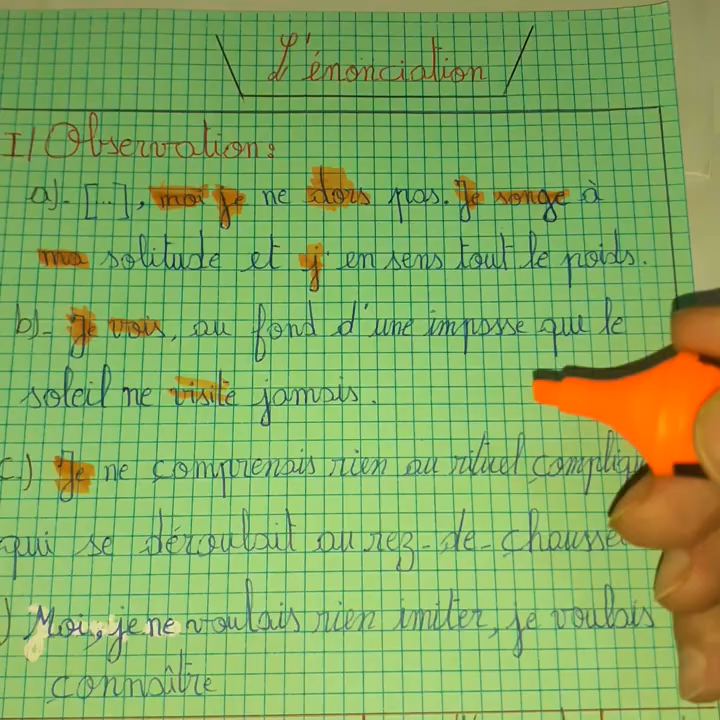 L'énonciation
I/ Observation:
a)- [...], moi je ne dors pas. Je songe à
ma solitude et j'en sens tout le poids.
b)- Je vois, au fond d'une impasse que le
soleil ne visite jamais.
c) Je ne comprenais rien au rituel
qui se déroulait au rez-de-
) Moi, je ne voulais rien imiter, je voulais
connaître